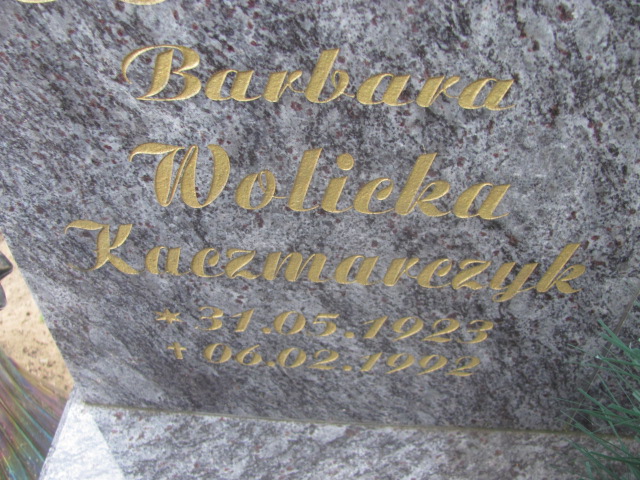 Barbara
Wolicka
Kaczmarczyk
* 31.05.1923
✝ 06.02.1992